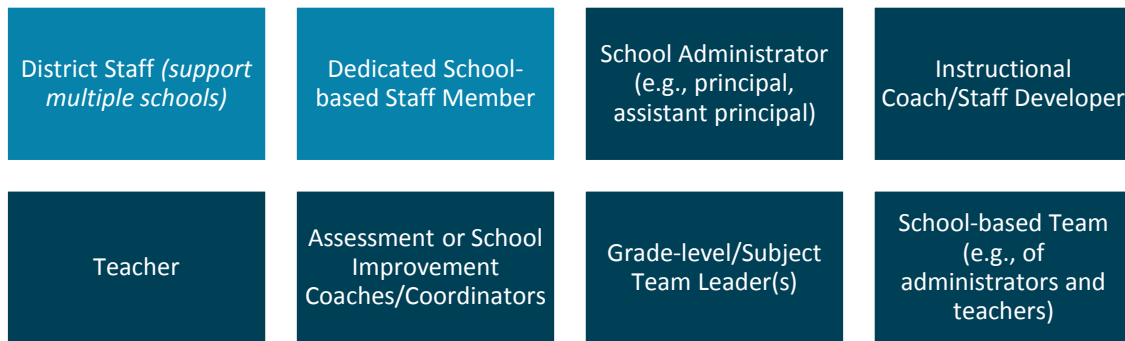 District Staff (support
multiple schools)
Dedicated School-
based Staff Member
School Administrator
(e.g., principal,
assistant principal)
Instructional
Coach/Staff Developer
Teacher
Assessment or School
Improvement
Coaches/Coordinators
Grade-level/Subject
Team Leader(s)
School-based Team
(e.g., of
administrators and
teachers)